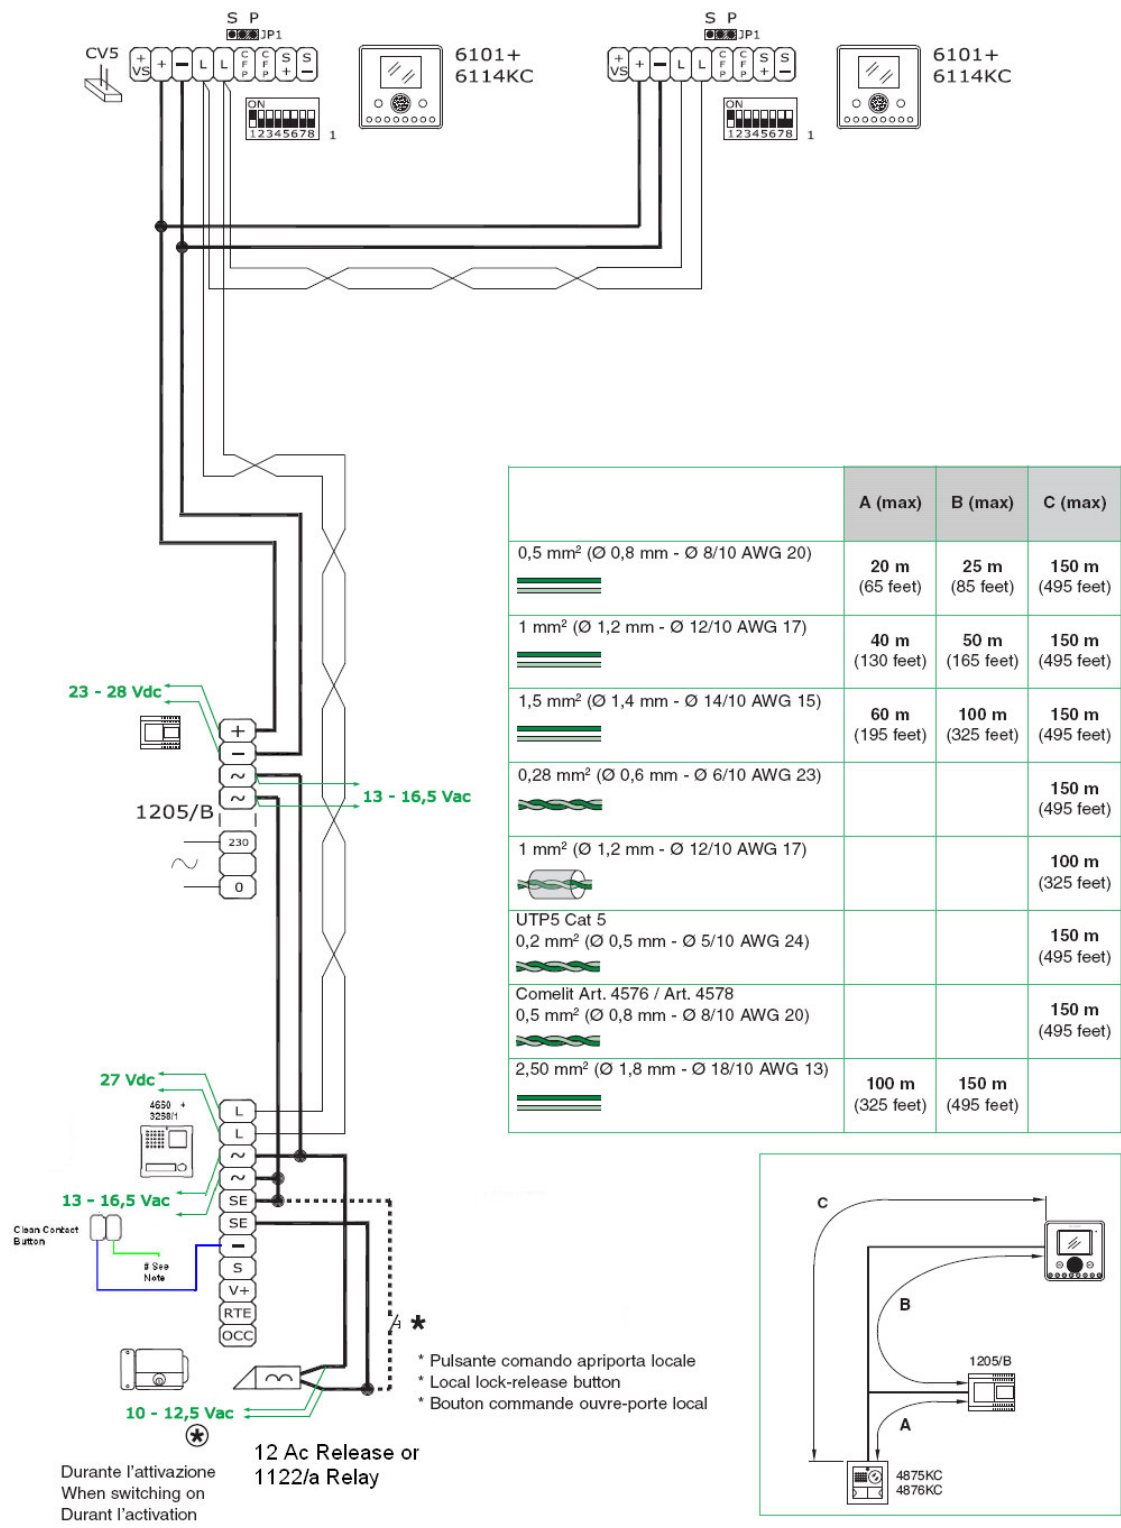 S P
JP1
CV5
+ VS + − L L CFP CFP S+ S−
6101+
6114KC
ON
12345678
1
S P
JP1
+ VS + − L L CFP CFP S+ S−
6101+
6114KC
ON
12345678
1
A (max) B (max) C (max)
0,5 mm² (Ø 0,8 mm - Ø 8/10 AWG 20)
20 m 25 m 150 m
(65 feet) (85 feet) (495 feet)
1 mm² (Ø 1,2 mm - Ø 12/10 AWG 17)
40 m 50 m 150 m
(130 feet) (165 feet) (495 feet)
1,5 mm² (Ø 1,4 mm - Ø 14/10 AWG 15)
60 m 100 m 150 m
(195 feet) (325 feet) (495 feet)
0,28 mm² (Ø 0,6 mm - Ø 6/10 AWG 23)
150 m
(495 feet)
1 mm² (Ø 1,2 mm - Ø 12/10 AWG 17)
100 m
(325 feet)
UTP5 Cat 5
0,2 mm² (Ø 0,5 mm - Ø 5/10 AWG 24)
150 m
(495 feet)
Comelit Art. 4576 / Art. 4578
0,5 mm² (Ø 0,8 mm - Ø 8/10 AWG 20)
150 m
(495 feet)
2,50 mm² (Ø 1,8 mm - Ø 18/10 AWG 13)
100 m 150 m
(325 feet) (495 feet)
23 - 28 Vdc
+
−
~
~
13 - 16,5 Vac
1205/B
230
~
0
27 Vdc
4660 +
3268/1
L
L
~
~
SE
SE
−
S
V+
RTE
OCC
13 - 16,5 Vac
Clean Contact
Button
# See
Note
*
* Pulsante comando apriporta locale
* Local lock-release button
* Bouton commande ouvre-porte local
10 - 12,5 Vac
*
12 Ac Release or
1122/a Relay
Durante l'attivazione
When switching on
Durant l'activation
C
B
1205/B
A
4875KC
4876KC